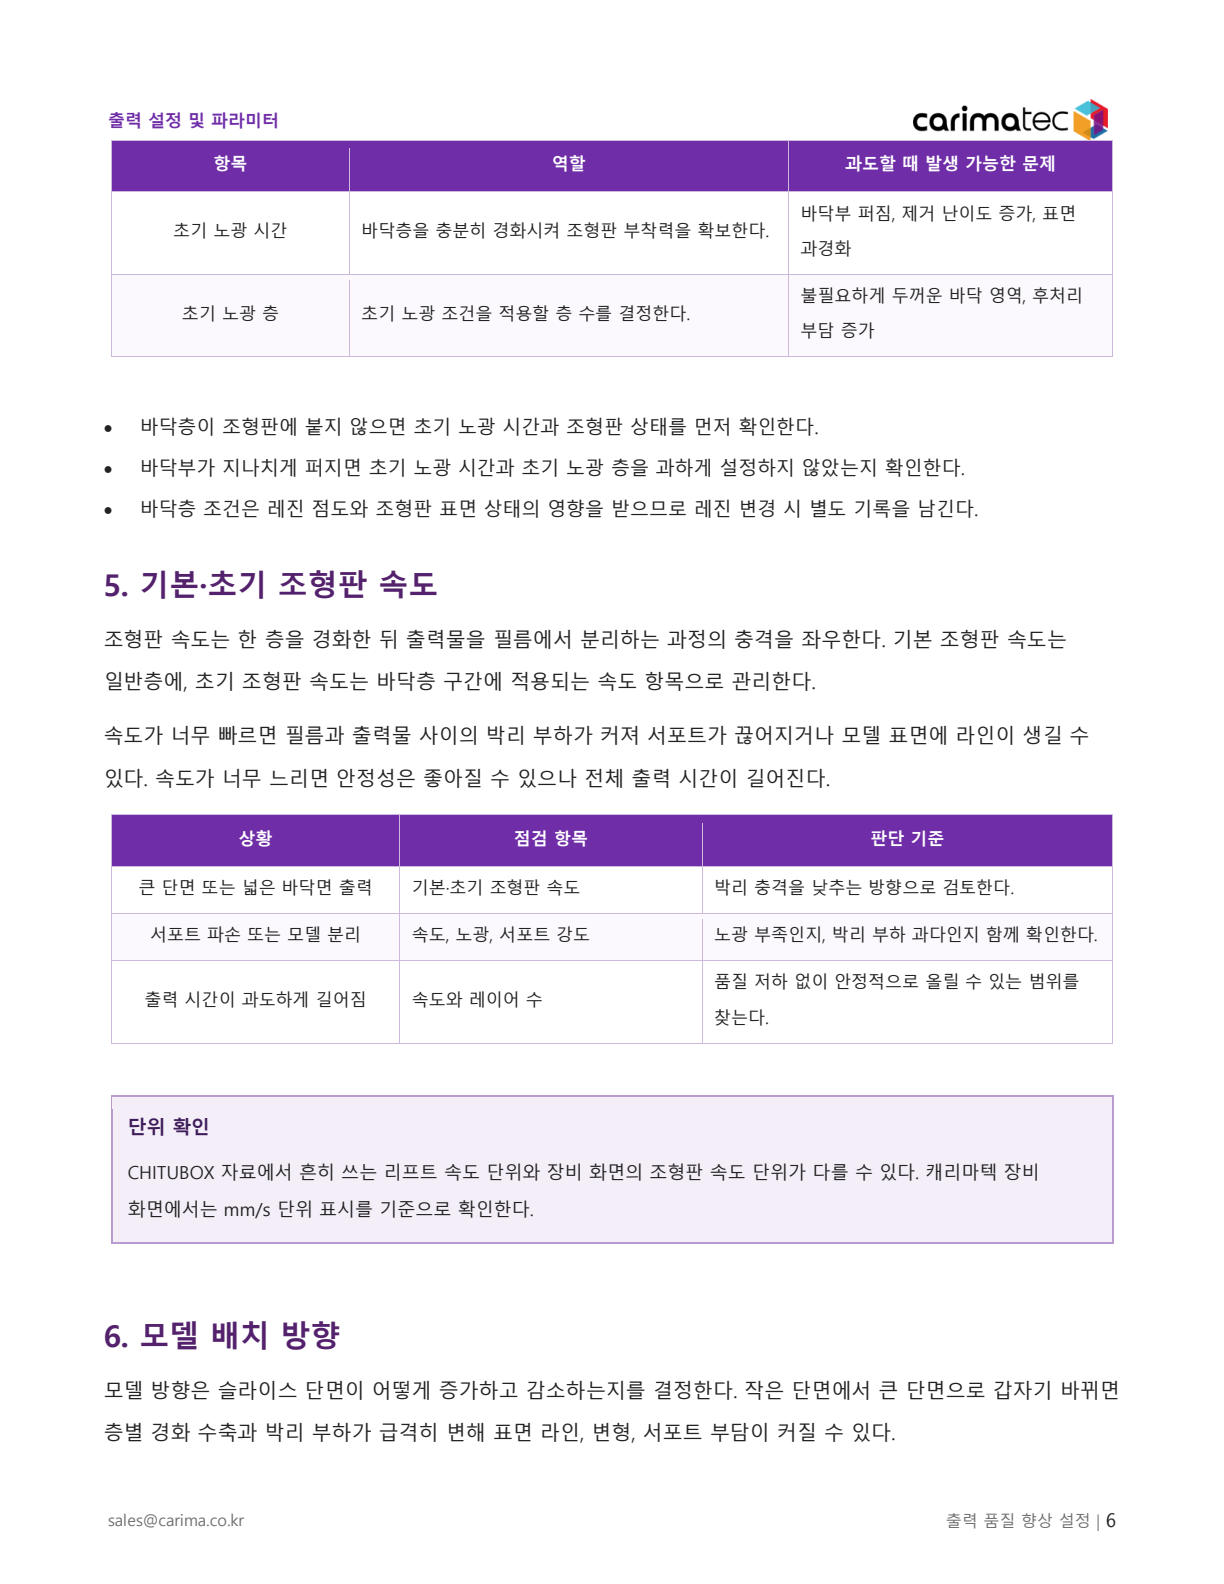 출력 설정 및 파라미터
carimatec
항목 역할 과도할 때 발생 가능한 문제
초기 노광 시간 바닥층을 충분히 경화시켜 조형판 부착력을 확보한다. 바닥부 퍼짐, 제거 난이도 증가, 표면
과경화
초기 노광 층 초기 노광 조건을 적용할 층 수를 결정한다. 불필요하게 두꺼운 바닥 영역, 후처리
부담 증가
● 바닥층이 조형판에 붙지 않으면 초기 노광 시간과 조형판 상태를 먼저 확인한다.
● 바닥부가 지나치게 퍼지면 초기 노광 시간과 초기 노광 층을 과하게 설정하지 않았는지 확인한다.
● 바닥층 조건은 레진 점도와 조형판 표면 상태의 영향을 받으므로 레진 변경 시 별도 기록을 남긴다.
5. 기본·초기 조형판 속도
조형판 속도는 한 층을 경화한 뒤 출력물을 필름에서 분리하는 과정의 충격을 좌우한다. 기본 조형판 속도는
일반층에, 초기 조형판 속도는 바닥층 구간에 적용되는 속도 항목으로 관리한다.
속도가 너무 빠르면 필름과 출력물 사이의 박리 부하가 커져 서포트가 끊어지거나 모델 표면에 라인이 생길 수
있다. 속도가 너무 느리면 안정성은 좋아질 수 있으나 전체 출력 시간이 길어진다.
상황 점검 항목 판단 기준
큰 단면 또는 넓은 바닥면 출력 기본·초기 조형판 속도 박리 충격을 낮추는 방향으로 검토한다.
서포트 파손 또는 모델 분리 속도, 노광, 서포트 강도 노광 부족인지, 박리 부하 과다인지 함께 확인한다.
출력 시간이 과도하게 길어짐 속도와 레이어 수 품질 저하 없이 안정적으로 올릴 수 있는 범위를
찾는다.
단위 확인
CHITUBOX 자료에서 흔히 쓰는 리프트 속도 단위와 장비 화면의 조형판 속도 단위가 다를 수 있다. 캐리마텍 장비
화면에서는 mm/s 단위 표시를 기준으로 확인한다.
6. 모델 배치 방향
모델 방향은 슬라이스 단면이 어떻게 증가하고 감소하는지를 결정한다. 작은 단면에서 큰 단면으로 갑자기 바뀌면
층별 경화 수축과 박리 부하가 급격히 변해 표면 라인, 변형, 서포트 부담이 커질 수 있다.
sales@carima.co.kr 출력 품질 향상 설정 | 6